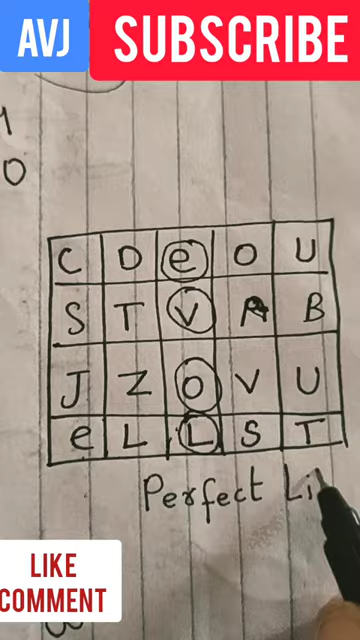 AVJ
SUBSCRIBE
C D e O U
S T V A B
J Z O V U
e L L S T
Perfect Li
LIKE
COMMENT